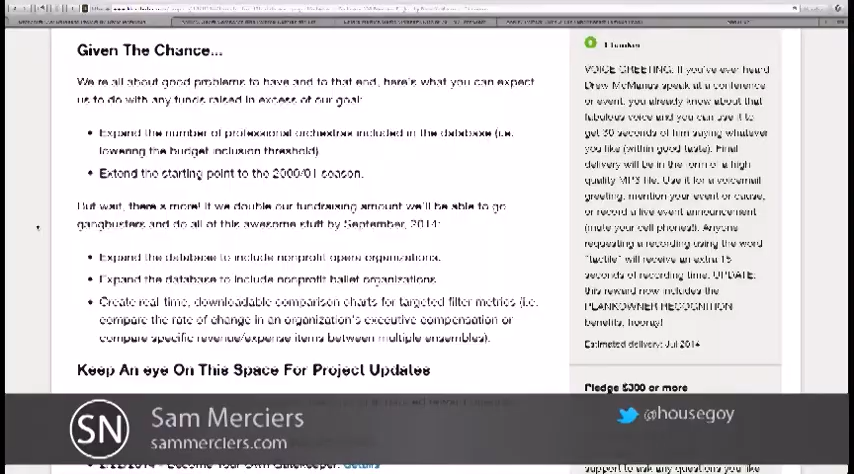 Given The Chance...
We're all about good problems to have and to that end, here's what you can expect
us to do with any funds raised in excess of our goal:
Expand the number of professional orchestras included in the database (i.e.
lowering the budget inclusion threshold)
Extend the starting point to the 2000/01 season.
But wait, there's more! If we double our fundraising amount we'll be able to go
gangbusters and do all of this awesome stuff by September, 2014:
Expand the database to include nonprofit opera organizations.
Expand the database to include nonprofit ballet organizations
Create real-time, downloadable comparison charts for targeted filter metrics (i.e.
compare the rate of change in an organization's executive compensation or
compare specific revenue/expense items between multiple ensembles).
Keep An eye On This Space For Project Updates
2/22/2014 - Become Your Own Gatekeeper. details
1 backer
VOICE GREETING: If you've ever heard
Drew McManus speak at a conference
or event, you already know about that
fabulous voice and you can use it to
get 30 seconds of him saying whatever
you like (within good taste). Final
delivery will be in the form of a high
quality MP3 file. Use it for a voicemail
greeting, mention your event or cause,
or record a live event announcement
(mute your cell phones!). Anyone
requesting a recording using the word
"tactile" will receive an extra 15
seconds of recording time. UPDATE:
this reward now includes the
PLANKOWNER RECOGNITION
benefits, hooray!
Estimated delivery: Jul 2014
Pledge $300 or more
support to ask any questions you like
SN
Sam Merciers
sammerciers.com
@housegoy